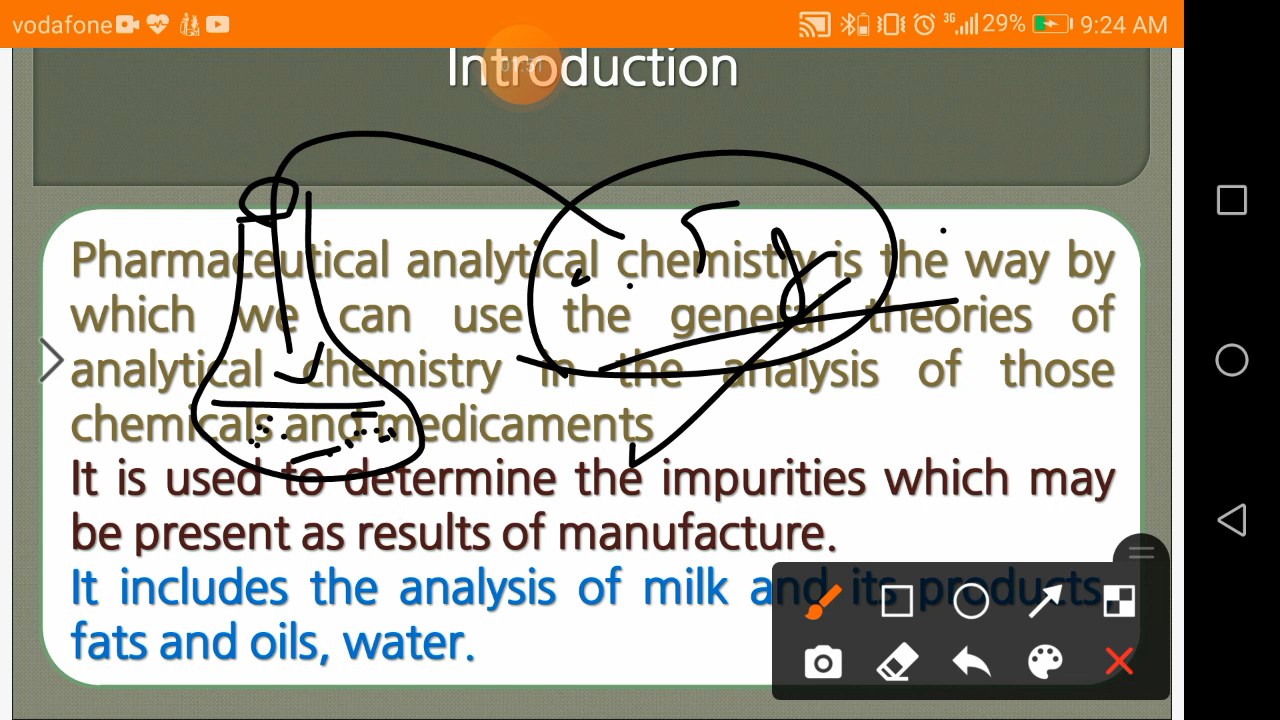 vodafone 3G 29% 9:24 AM
Introduction
Pharmaceutical analytical chemistry is the way by
which we can use the general theories of
analytical chemistry in the analysis of those
chemicals and medicaments
It is used to determine the impurities which may
be present as results of manufacture.
It includes the analysis of milk and its products,
fats and oils, water.